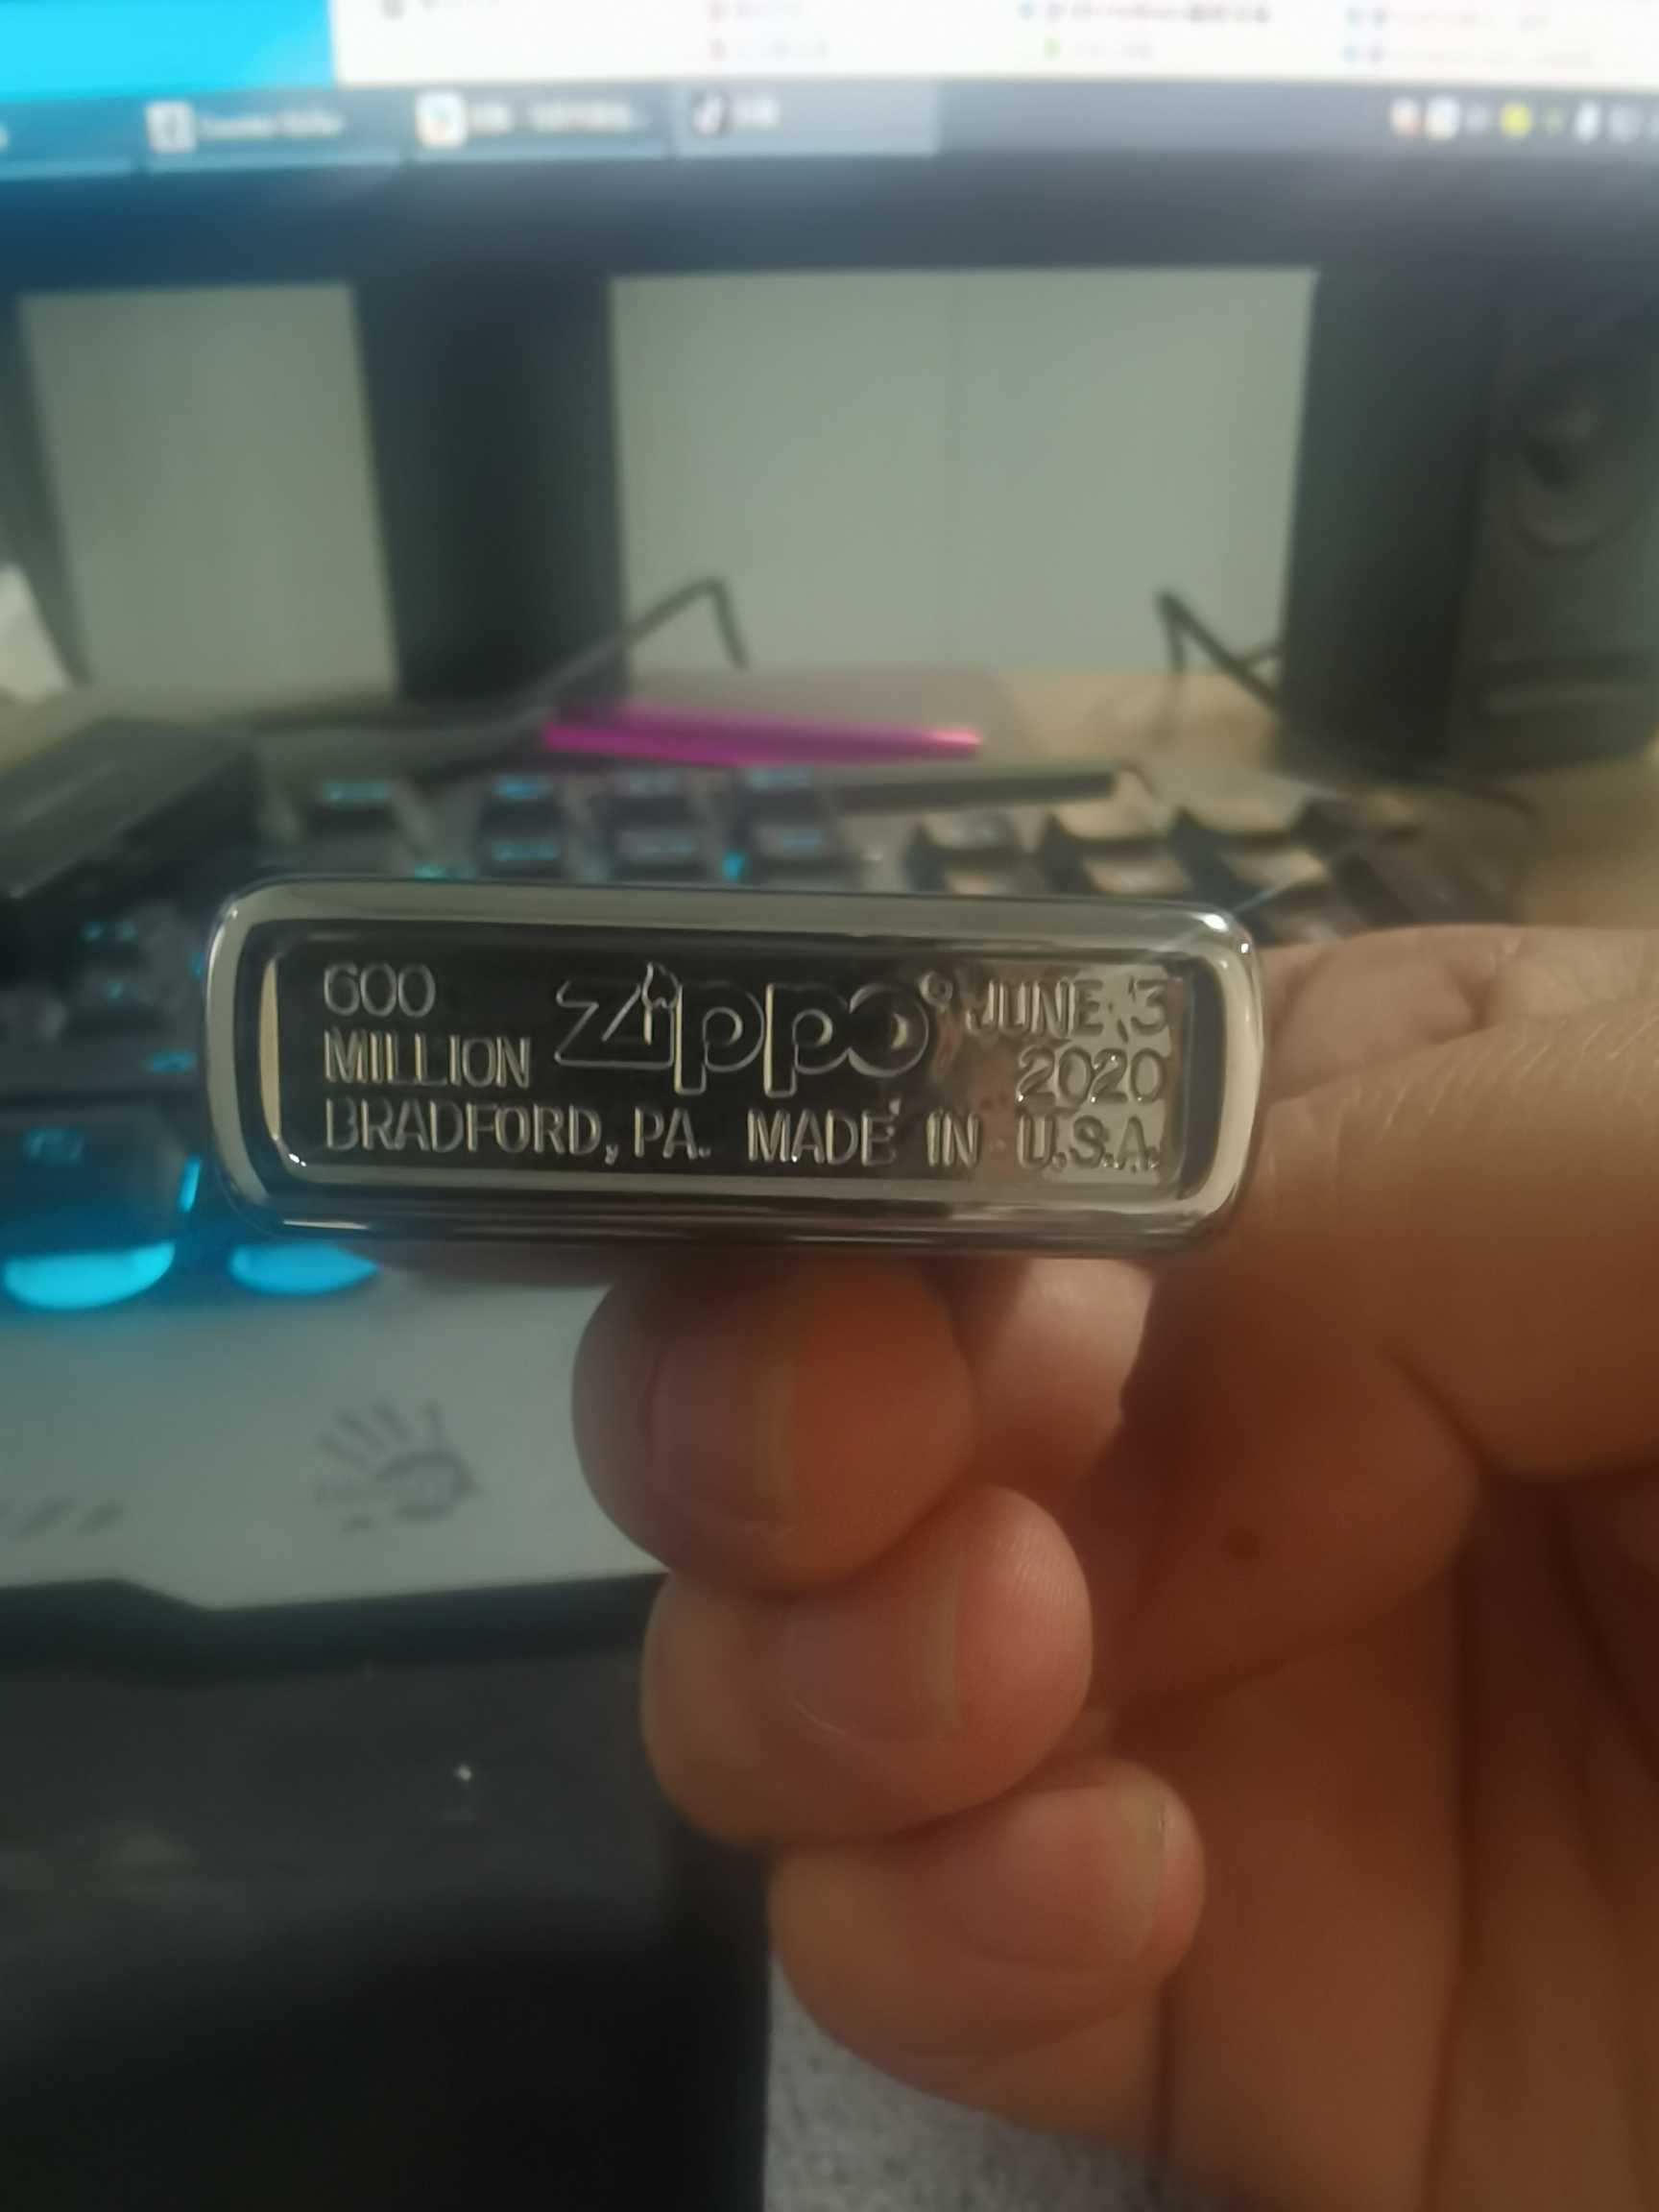 600
MILLION
Zippo®
JUNE 3
2020
BRADFORD, PA. MADE IN U.S.A.